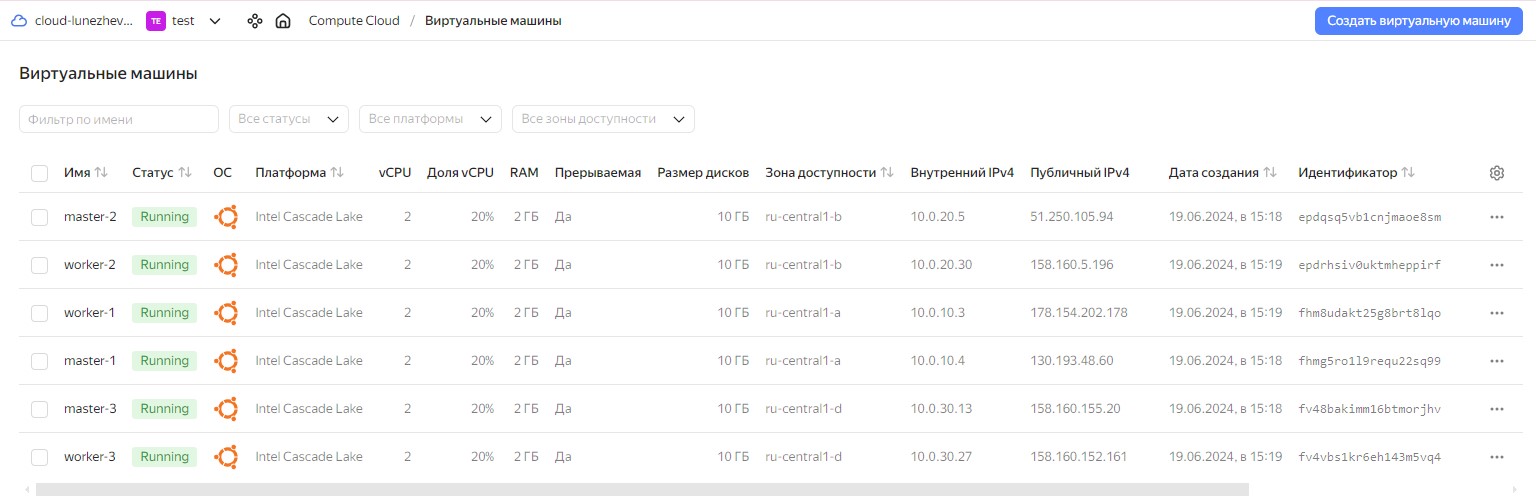 cloud-lunezhev... TE test Compute Cloud / Виртуальные машины Создать виртуальную машину
Виртуальные машины
Фильтр по имени Все статусы Все платформы Все зоны доступности
Имя Статус ОС Платформа vCPU Доля vCPU RAM Прерываемая Размер дисков Зона доступности Внутренний IPv4 Публичный IPv4 Дата создания Идентификатор
master-2 Running Intel Cascade Lake 2 20% 2 ГБ Да 10 ГБ ru-central1-b 10.0.20.5 51.250.105.94 19.06.2024, в 15:18 epdqsq5vb1cnjmaoe8sm
worker-2 Running Intel Cascade Lake 2 20% 2 ГБ Да 10 ГБ ru-central1-b 10.0.20.30 158.160.5.196 19.06.2024, в 15:19 epdrhsiv0uktmheppirf
worker-1 Running Intel Cascade Lake 2 20% 2 ГБ Да 10 ГБ ru-central1-a 10.0.10.3 178.154.202.178 19.06.2024, в 15:19 fhm8udakt25g8brt8lqo
master-1 Running Intel Cascade Lake 2 20% 2 ГБ Да 10 ГБ ru-central1-a 10.0.10.4 130.193.48.60 19.06.2024, в 15:18 fhmg5ro1l9requ22sq99
master-3 Running Intel Cascade Lake 2 20% 2 ГБ Да 10 ГБ ru-central1-d 10.0.30.13 158.160.155.20 19.06.2024, в 15:18 fv48bakimm16btmorjhv
worker-3 Running Intel Cascade Lake 2 20% 2 ГБ Да 10 ГБ ru-central1-d 10.0.30.27 158.160.152.161 19.06.2024, в 15:19 fv4vbs1kr6eh143m5vq4